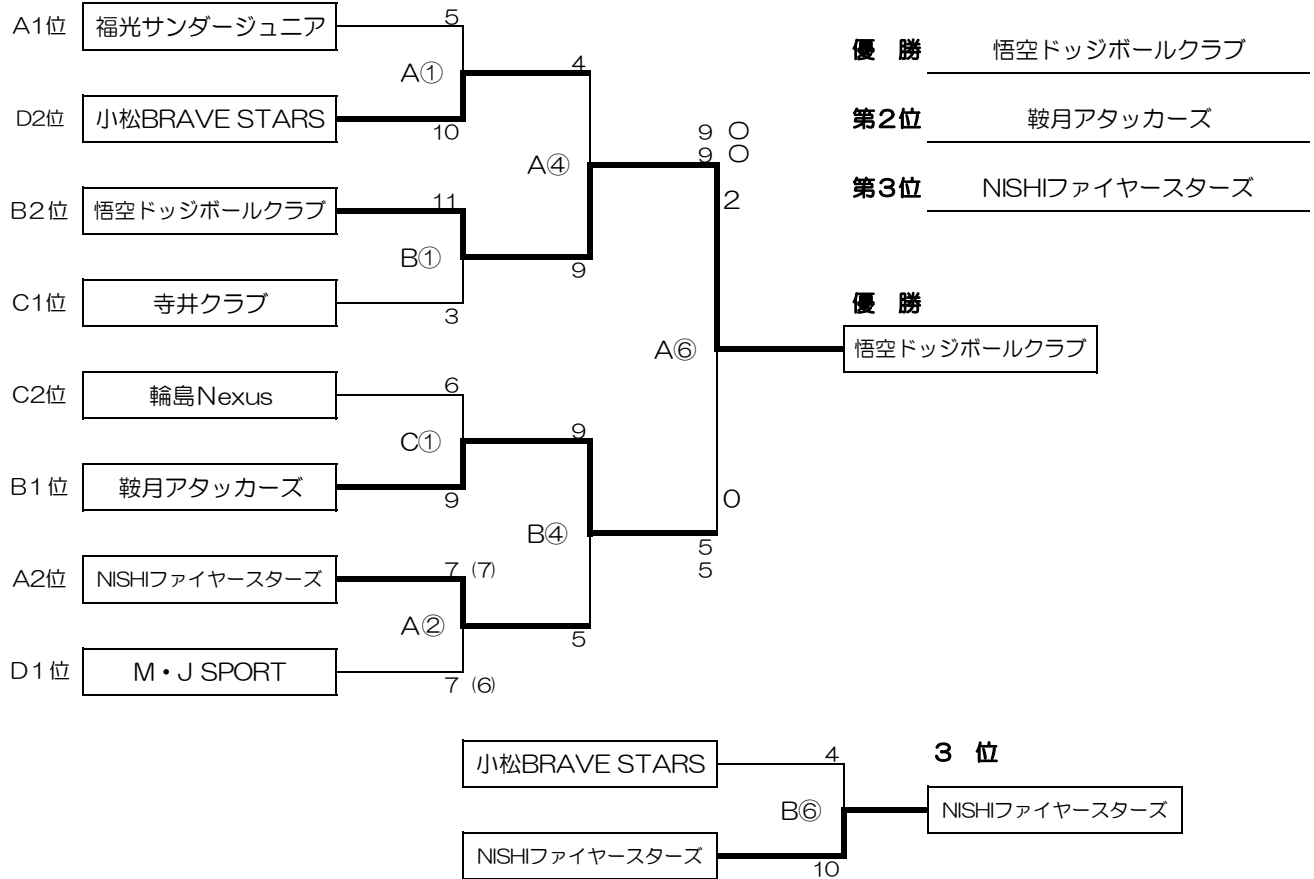 A1位 福光サンダージュニア 5
A① 4
D2位 小松BRAVE STARS 10
A④
B2位 悟空ドッジボールクラブ 11
B① 9
C1位 寺井クラブ 3
9 ○
9 ○
2
A⑥
C2位 輪島Nexus 6
C① 9
B1位 鞍月アタッカーズ 9
B④
A2位 NISHIファイヤースターズ 7 (7)
A② 5
D1位 M・J SPORT 7 (6)
0
5
5
優 勝 悟空ドッジボールクラブ
第2位 鞍月アタッカーズ
第3位 NISHIファイヤースターズ
優 勝
悟空ドッジボールクラブ
小松BRAVE STARS 4
B⑥
NISHIファイヤースターズ 10
3 位
NISHIファイヤースターズ